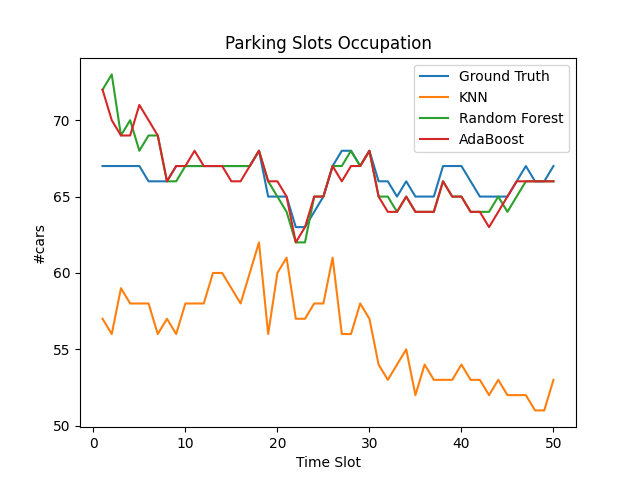 Parking Slots Occupation
Ground Truth
KNN
Random Forest
AdaBoost
#cars
70
65
60
55
50
0 10 20 30 40 50
Time Slot